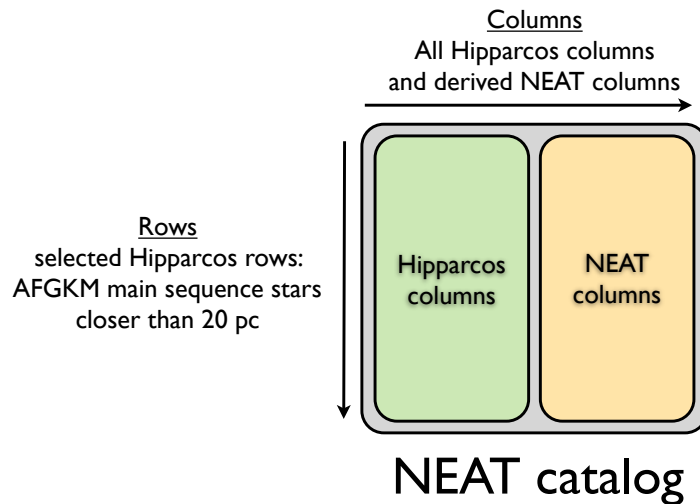 Columns
All Hipparcos columns
and derived NEAT columns
Rows
selected Hipparcos rows:
AFGKM main sequence stars
closer than 20 pc
Hipparcos
columns
NEAT
columns
NEAT catalog